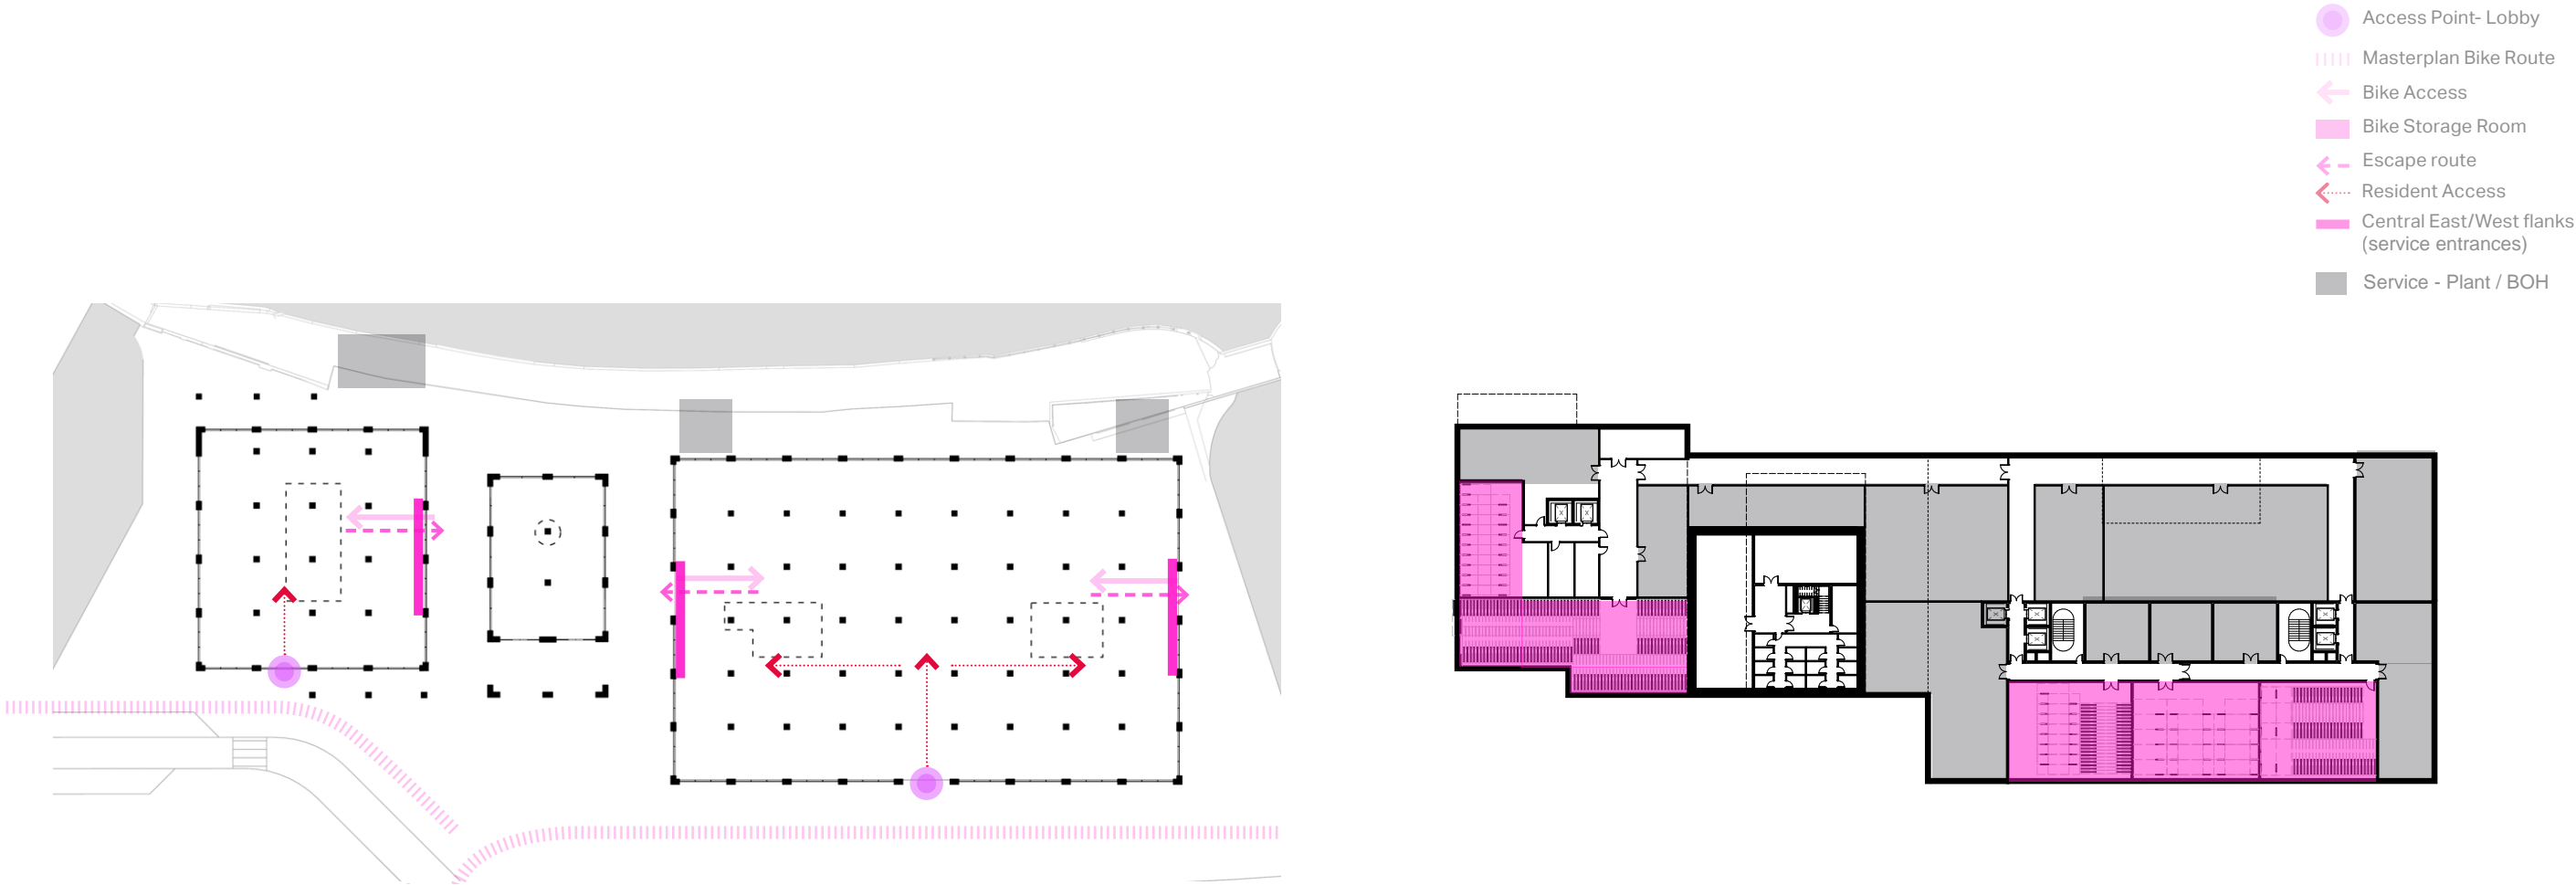 Access Point- Lobby
Masterplan Bike Route
Bike Access
Bike Storage Room
Escape route
Resident Access
Central East/West flanks
(service entrances)
Service - Plant / BOH